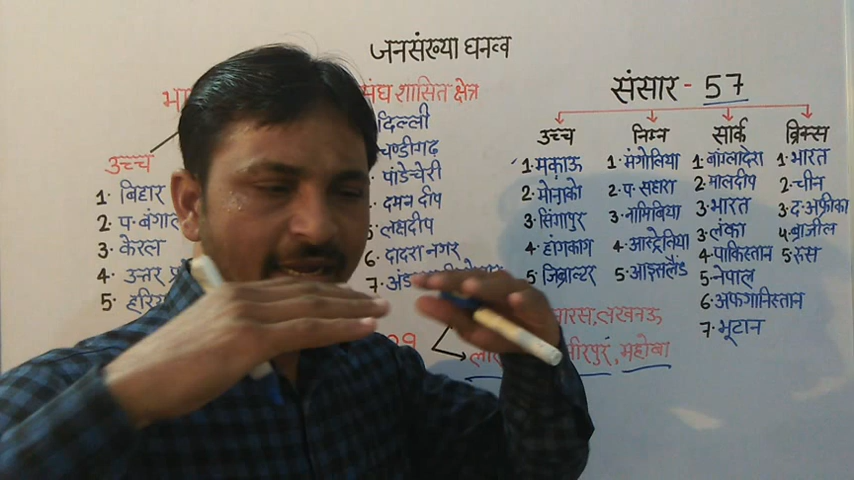 जनसंख्या घनत्व
संघ शासित क्षेत्र
दिल्ली
चण्डीगढ़
पांडेचेरी
दमन दीप
लक्षदीप
6. दादरा नगर
7.
उच्च
1. बिहार
2. प. बंगाल
3. केरल
4. उत्तर
5.
संसार - 57
उच्च
1. मकाऊ
2. मोनाको
3. सिंगापुर
4. हांगकाग
5. जिब्राल्टर
निम्न
1. मंगोलिया
2. प. सहारा
3. नामिबिया
4. आस्ट्रेलिया
5. आइसलैंड
सार्क
1. बांग्लादेश
2. मालदीप
3. भारत
3. लंका
4. पाकिस्तान
5. नेपाल
6. अफगानिस्तान
7. भूटान
ब्रिक्स
1. भारत
2. चीन
3. द. अफ्रीका
4. ब्राजील
5. रूस
लखनऊ
महोबा